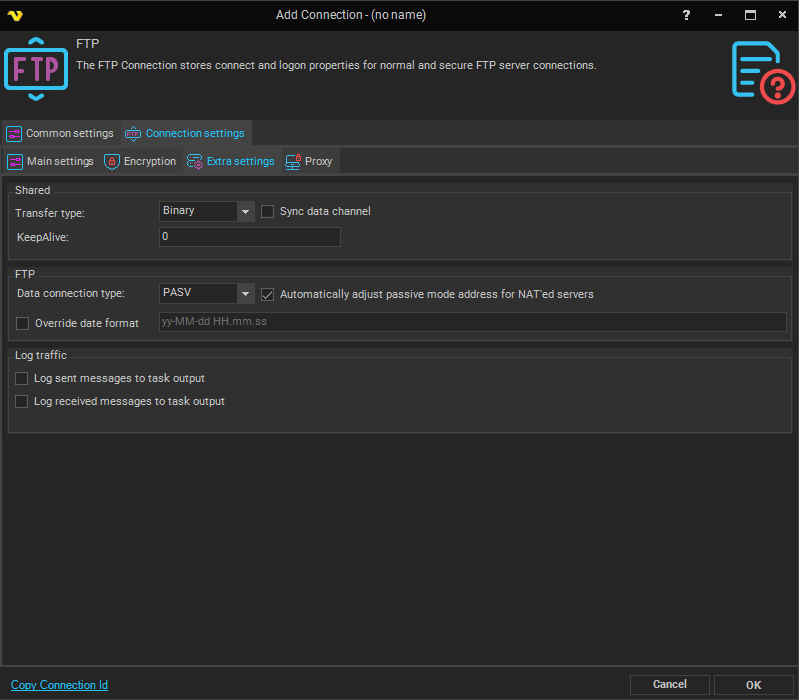 Add Connection - (no name)
?
FTP
FTP
The FTP Connection stores connect and logon properties for normal and secure FTP server connections.
?
Common settings
FTP
Connection settings
Main settings
Encryption
Extra settings
Proxy
Shared
Transfer type:
Binary
Sync data channel
KeepAlive:
0
FTP
Data connection type:
PASV
Automatically adjust passive mode address for NAT'ed servers
Override date format
yy-MM-dd HH.mm.ss
Log traffic
Log sent messages to task output
Log received messages to task output
Copy Connection Id
Cancel
OK